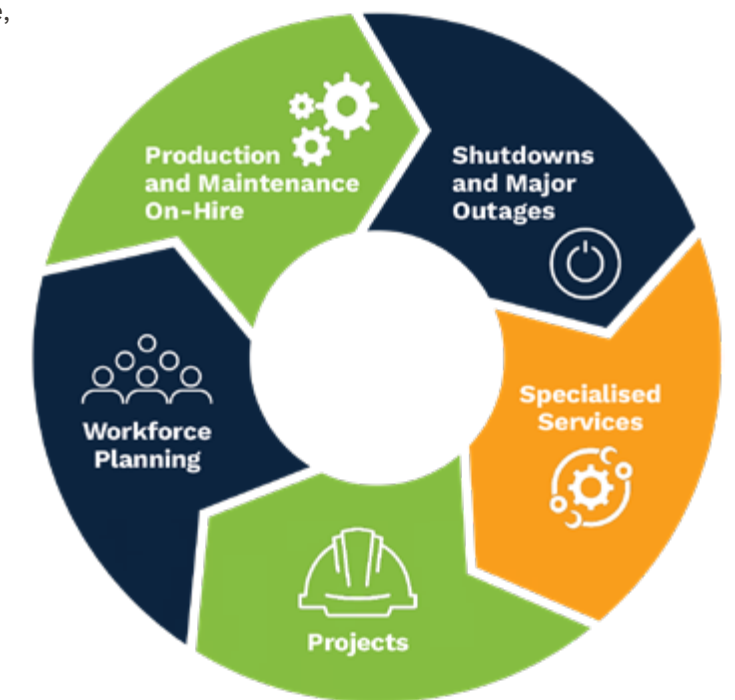 e,
Production
and Maintenance
On-Hire
Shutdowns
and Major
Outages
Specialised
Services
Projects
Workforce
Planning